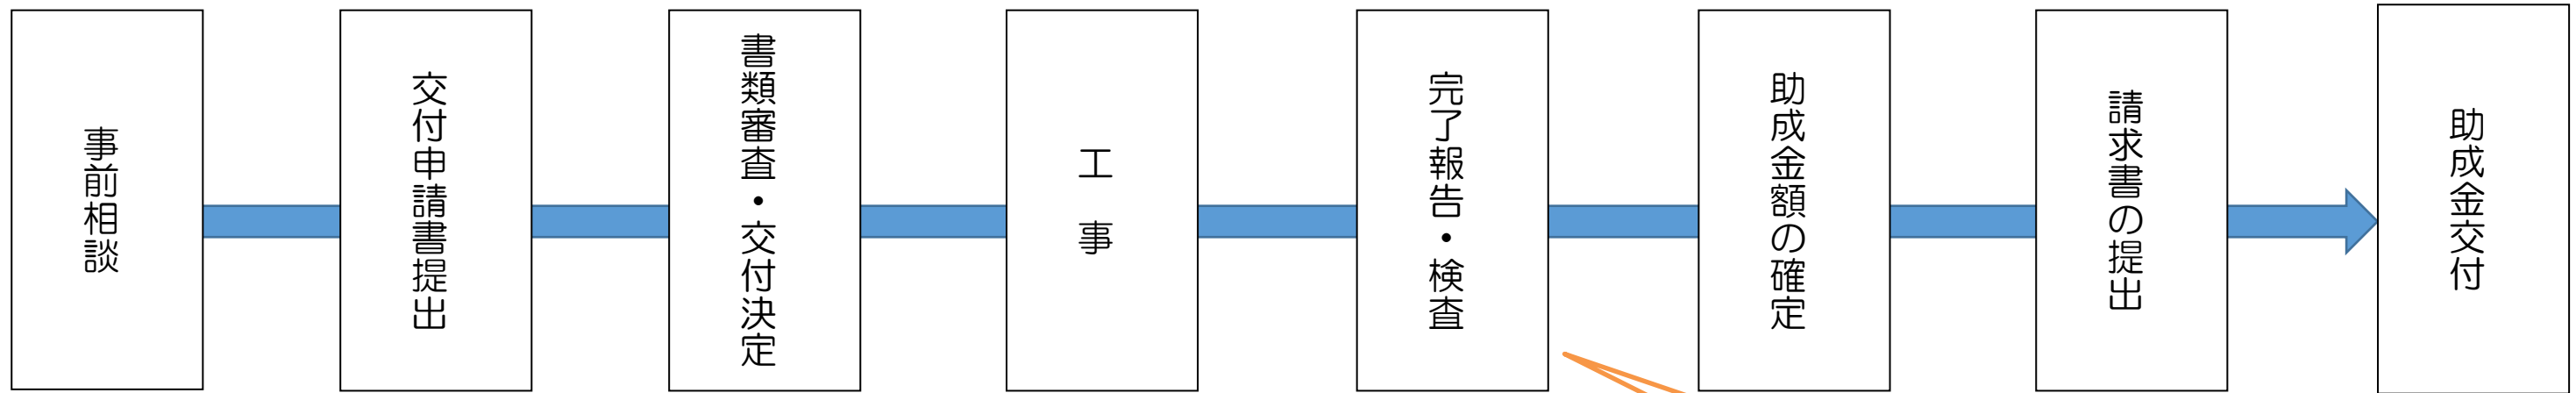 事前相談
交付申請書提出
書類審査・交付決定
工　事
完了報告・検査
助成金額の確定
請求書の提出
助成金交付